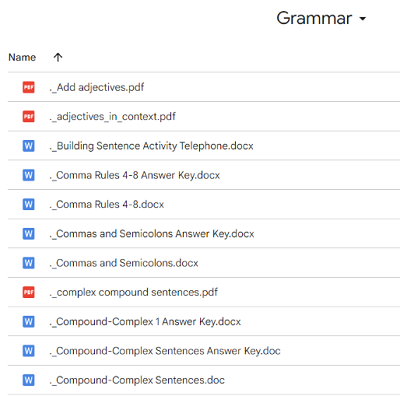 Grammar
Name
PDF ._Add adjectives.pdf
PDF ._adjectives_in_context.pdf
W ._Building Sentence Activity Telephone.docx
W ._Comma Rules 4-8 Answer Key.docx
W ._Comma Rules 4-8.docx
W ._Commas and Semicolons Answer Key.docx
W ._Commas and Semicolons.docx
PDF ._complex compound sentences.pdf
W ._Compound-Complex 1 Answer Key.docx
W ._Compound-Complex Sentences Answer Key.doc
W ._Compound-Complex Sentences.doc